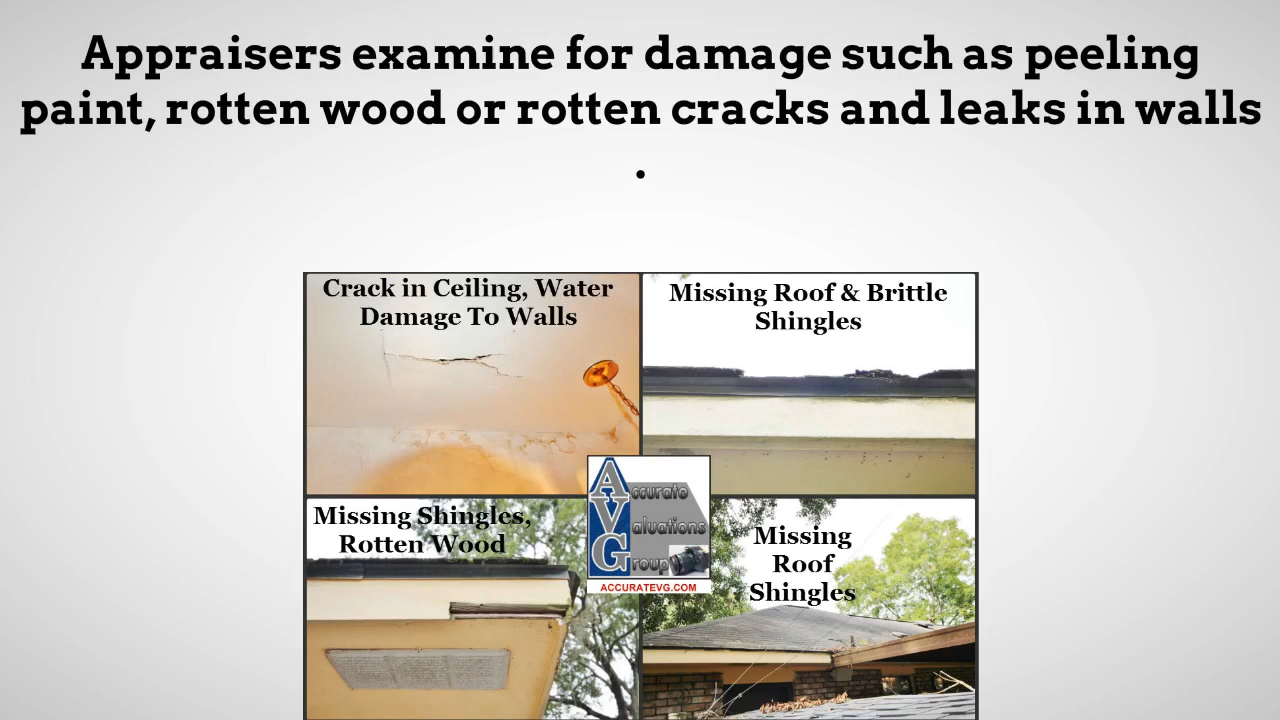 Appraisers examine for damage such as peeling
paint, rotten wood or rotten cracks and leaks in walls
.
Crack in Ceiling, Water
Damage To Walls
Missing Roof & Brittle
Shingles
Missing Shingles,
Rotten Wood
Accurate
Valuations
Group
ACCURATEVG.COM
Missing
Roof
Shingles